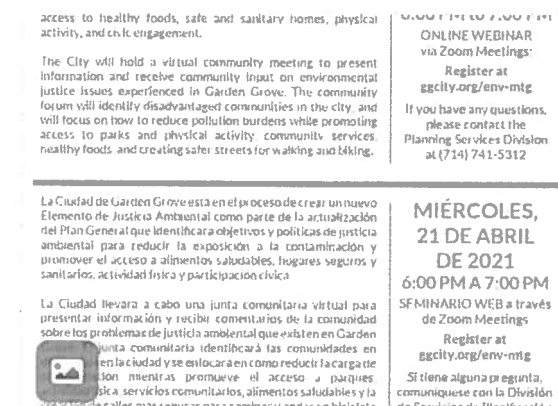 access to healthy foods, safe and sanitary homes, physical
activity, and civic engagement.
The City will hold a virtual community meeting to present
information and receive community input on environmental
justice issues experienced in Garden Grove. The community
forum will identify disadvantaged communities in the city, and
will focus on how to reduce pollution burdens while promoting
access to parks and physical activity, community services,
healthy foods, and creating safer streets for walking and biking.
6:00 PM to 7:00 PM
ONLINE WEBINAR
via Zoom Meetings:
Register at
ggcity.org/env-mtg
If you have any questions,
please contact the
Planning Services Division
at (714) 741-5312
La Ciudad de Garden Grove está en el proceso de crear un nuevo
Elemento de Justicia Ambiental como parte de la actualización
del Plan General que identificara objetivos y políticas de justicia
ambiental para reducir la exposición a la contaminación y
promover el acceso a alimentos saludables, hogares seguros y
sanitarios, actividad física y participación cívica
La Ciudad llevara a cabo una junta comunitaria virtual para
presentar información y recibir comentarios de la comunidad
sobre los problemas de justicia ambiental que existen en Garden
junta comunitaria identificará las comunidades en
en la ciudad y se enfocara en como reducir la carga de
mientras promueve el acceso a parques,
servicios comunitarios, alimentos saludables y la
MIÉRCOLES,
21 DE ABRIL
DE 2021
6:00 PM A 7:00 PM
SEMINARIO WEB a través
de Zoom Meetings
Register at
ggcity.org/env-mtg
Si tiene alguna pregunta,
comuníquese con la División